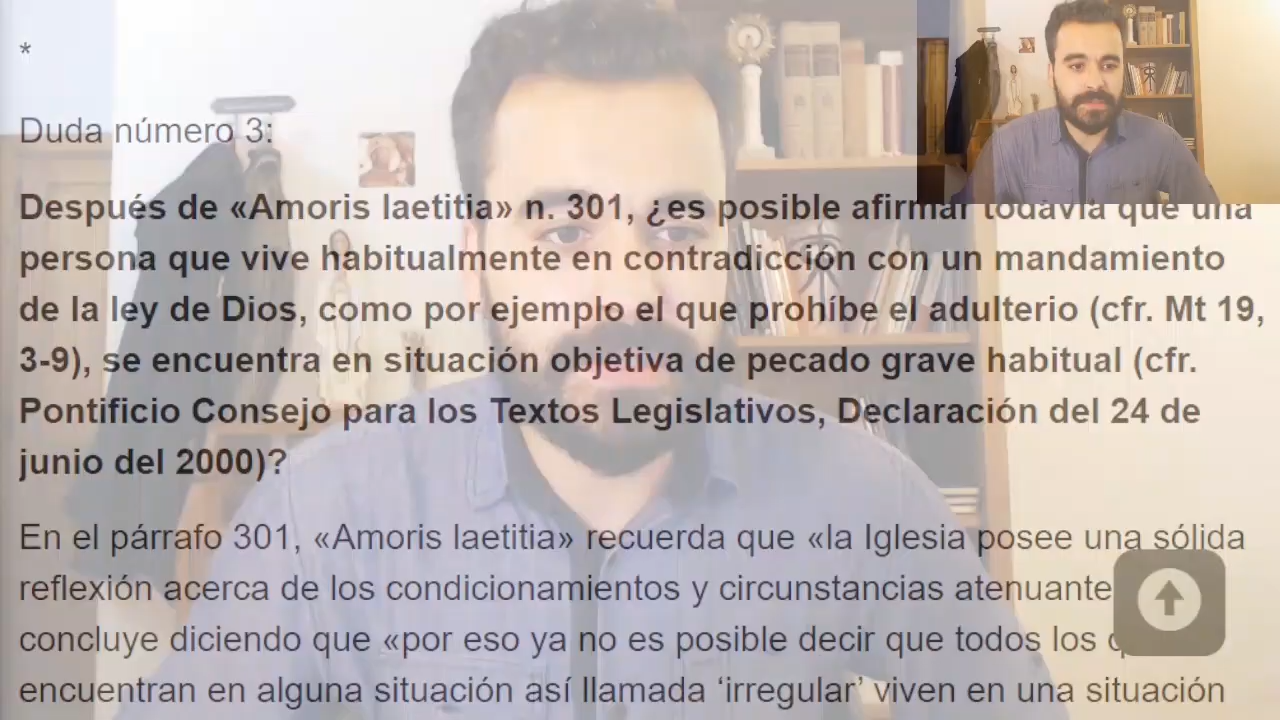 *
Duda número 3:
Después de «Amoris laetitia» n. 301, ¿es posible afirmar todavía que una
persona que vive habitualmente en contradicción con un mandamiento
de la ley de Dios, como por ejemplo el que prohíbe el adulterio (cfr. Mt 19,
3-9), se encuentra en situación objetiva de pecado grave habitual (cfr.
Pontificio Consejo para los Textos Legislativos, Declaración del 24 de
junio del 2000)?
En el párrafo 301, «Amoris laetitia» recuerda que «la Iglesia posee una sólida
reflexión acerca de los condicionamientos y circunstancias atenuante
concluye diciendo que «por eso ya no es posible decir que todos los
encuentran en alguna situación así llamada ‘irregular’ viven en una situación